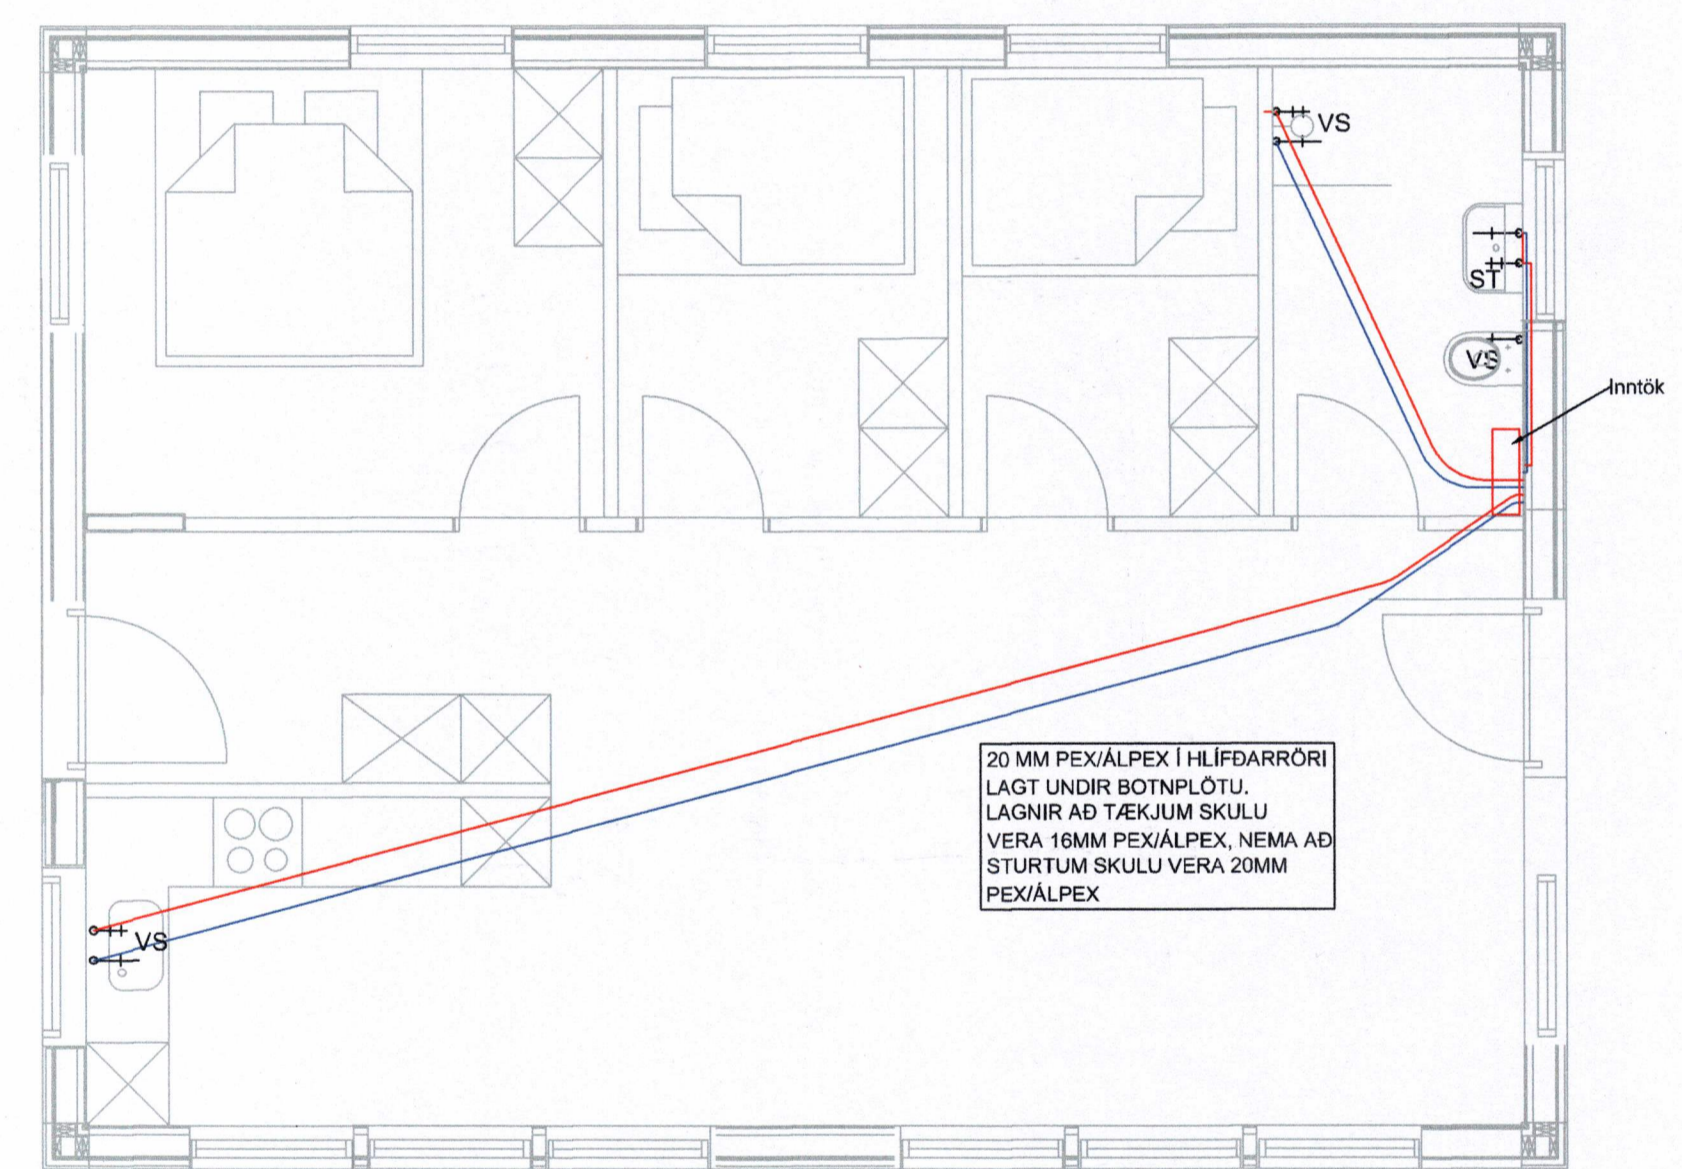 VS
ST
VS
Inntök
20 MM PEX/ÁLPEX Í HLÍFÐARRÖRI
LAGT UNDIR BOTNPLÖTU.
LAGNIR AÐ TÆKJUM SKULU
VERA 16MM PEX/ÁLPEX, NEMA AÐ
STURTUM SKULU VERA 20MM
PEX/ÁLPEX
VS